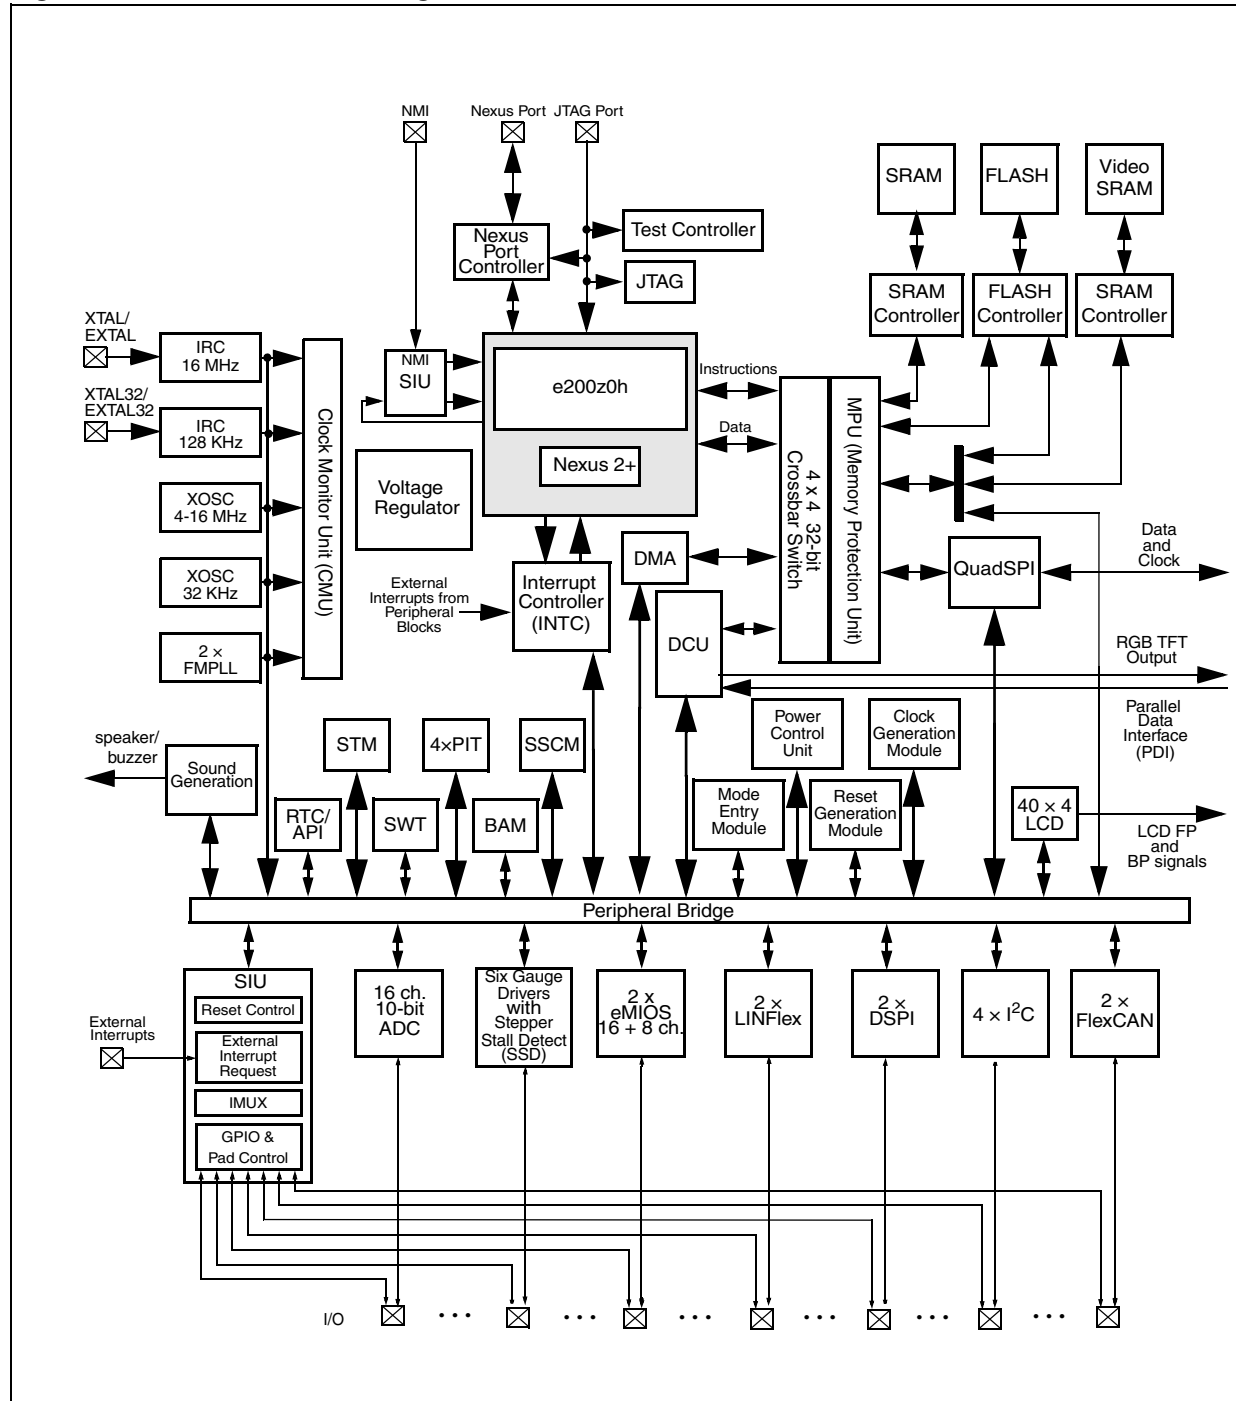 NMI
Nexus Port
JTAG Port
SRAM
FLASH
Video
SRAM
Nexus
Port
Controller
Test Controller
JTAG
SRAM
Controller
FLASH
Controller
SRAM
Controller
XTAL/
EXTAL
IRC
16 MHz
XTAL32/
EXTAL32
IRC
128 KHz
XOSC
4-16 MHz
XOSC
32 KHz
2 ×
FMPLL
Clock Monitor Unit (CMU)
NMI
SIU
e200z0h
Nexus 2+
Instructions
Data
Voltage
Regulator
4 x 4 32-bit
Crossbar Switch
MPU (Memory Protection Unit)
External
Interrupts from
Peripheral
Blocks
Interrupt
Controller
(INTC)
DMA
DCU
QuadSPI
Data
and
Clock
RGB TFT
Output
Parallel
Data
Interface
(PDI)
speaker/
buzzer
Sound
Generation
STM
4×PIT
SSCM
Power
Control
Unit
Clock
Generation
Module
RTC/
API
SWT
BAM
Mode
Entry
Module
Reset
Generation
Module
40 × 4
LCD
LCD FP
and
BP signals
Peripheral Bridge
SIU
Reset Control
External
Interrupt
Request
IMUX
GPIO &
Pad Control
External
Interrupts
16 ch.
10-bit
ADC
Six Gauge
Drivers
with
Stepper
Stall Detect
(SSD)
2 x
eMIOS
16 + 8 ch.
2 ×
LINFlex
2 ×
DSPI
4 × I²C
2 ×
FlexCAN
I/O
• • •
• • •
• • •
• • •
• • •
• • •